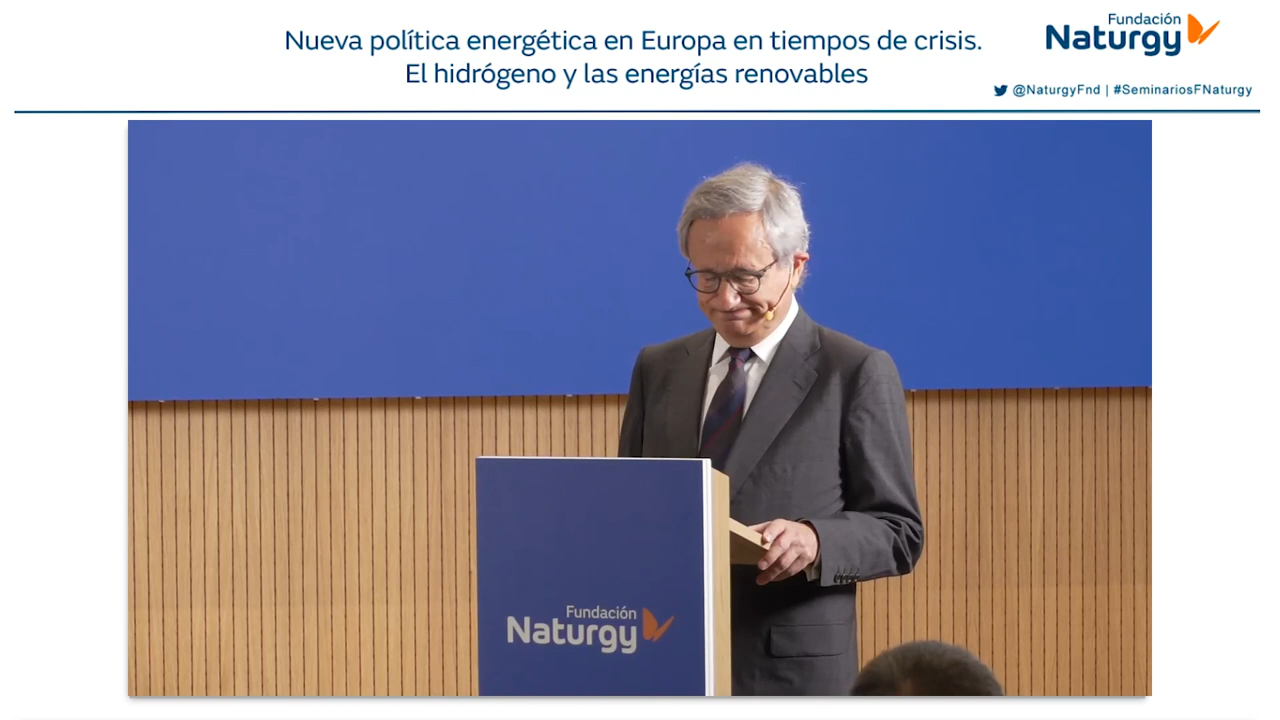 Nueva política energética en Europa en tiempos de crisis.
El hidrógeno y las energías renovables
Fundación
Naturgy
@NaturgyFnd | #SeminariosFNaturgy
Fundación
Naturgy